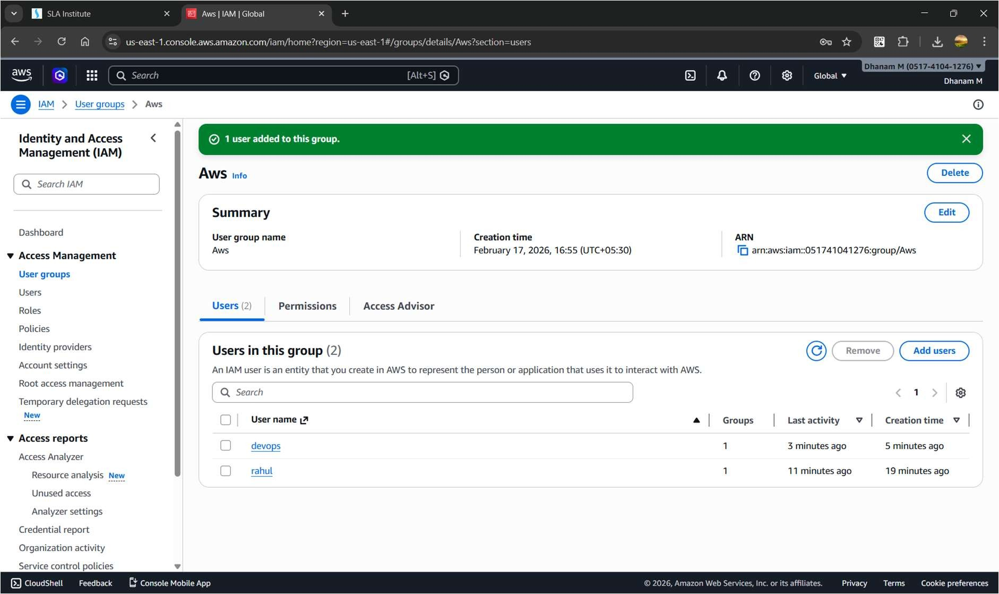 SLA Institute
Aws | IAM | Global
us-east-1.console.aws.amazon.com/iam/home?region=us-east-1#/groups/details/Aws?section=users
aws
Search
[Alt+S]
Global
Dhanam M (0517-4104-1276)
Dhanam M
IAM
User groups
Aws
Identity and Access
Management (IAM)
Search IAM
Dashboard
Access Management
User groups
Users
Roles
Policies
Identity providers
Account settings
Root access management
Temporary delegation requests
New
Access reports
Access Analyzer
Resource analysis New
Unused access
Analyzer settings
Credential report
Organization activity
Service control policies
1 user added to this group.
Aws Info
Delete
Summary
Edit
User group name
Aws
Creation time
February 17, 2026, 16:55 (UTC+05:30)
ARN
arn:aws:iam::051741041276:group/Aws
Users (2)
Permissions
Access Advisor
Users in this group (2)
Remove
Add users
An IAM user is an entity that you create in AWS to represent the person or application that uses it to interact with AWS.
Search
1
User name Groups Last activity Creation time
devops 1 3 minutes ago 5 minutes ago
rahul 1 11 minutes ago 19 minutes ago
CloudShell Feedback Console Mobile App © 2026, Amazon Web Services, Inc. or its affiliates. Privacy Terms Cookie preferences